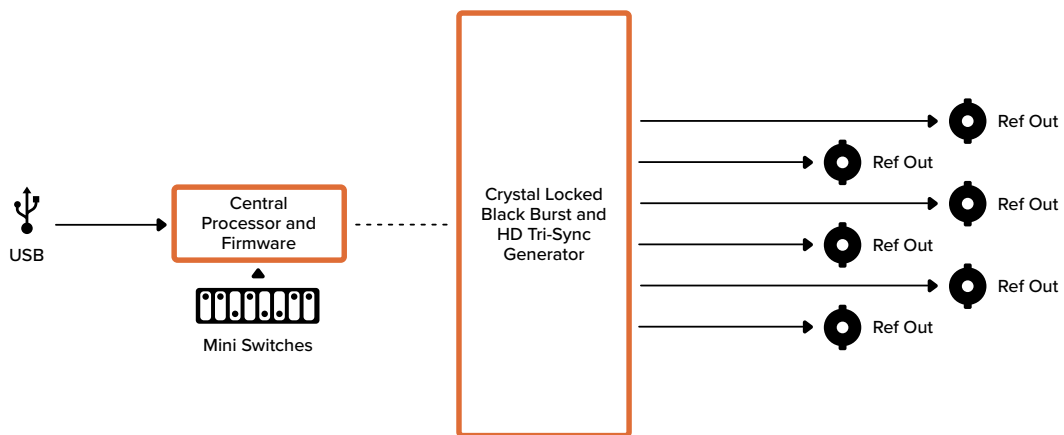 USB
Central
Processor and
Firmware
Mini Switches
Crystal Locked
Black Burst and
HD Tri-Sync
Generator
Ref Out
Ref Out
Ref Out
Ref Out
Ref Out
Ref Out